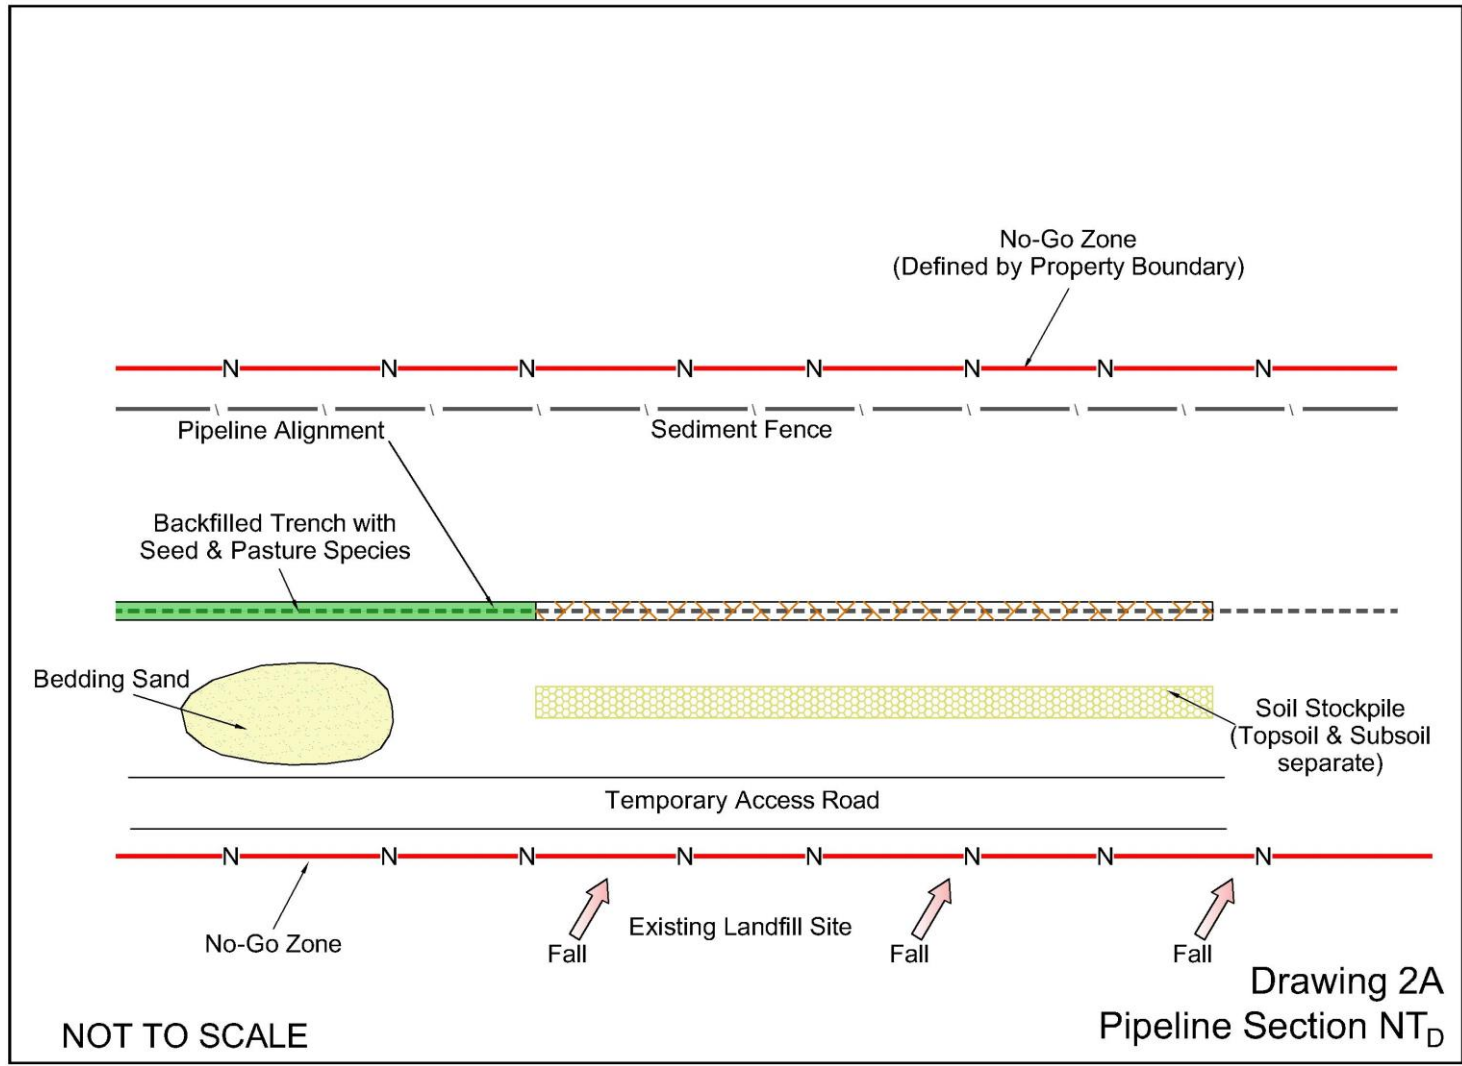 No-Go Zone
(Defined by Property Boundary)
N N N N N N N N
Pipeline Alignment
Sediment Fence
Backfilled Trench with
Seed & Pasture Species
Bedding Sand
Soil Stockpile
(Topsoil & Subsoil
separate)
Temporary Access Road
N N N N N N N N
No-Go Zone
Existing Landfill Site
Fall
Fall
Fall
Drawing 2A
Pipeline Section NTD
NOT TO SCALE